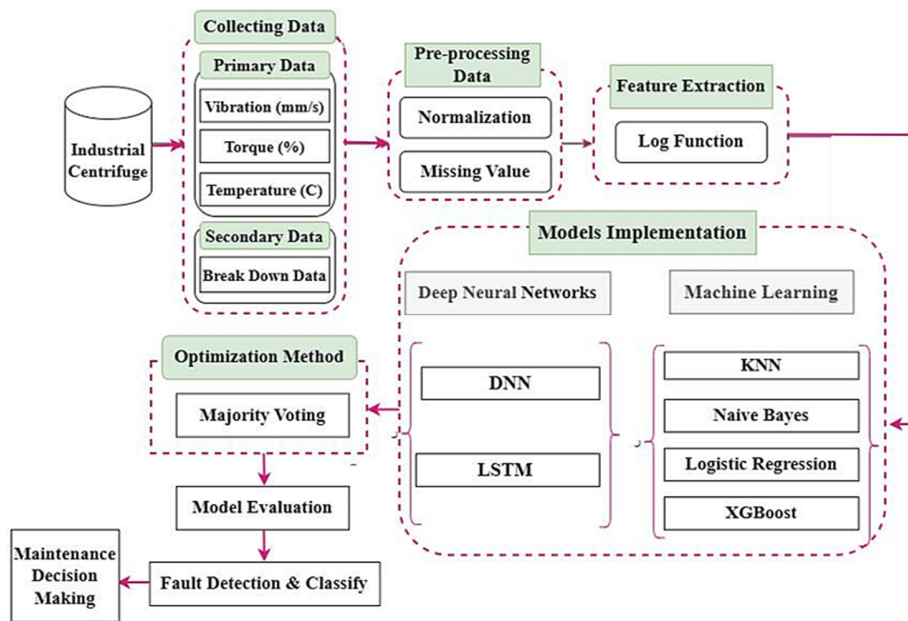 Collecting Data
Primary Data
Vibration (mm/s)
Torque (%)
Temperature (C)
Secondary Data
Break Down Data
Industrial
Centrifuge
Pre-processing
Data
Normalization
Missing Value
Feature Extraction
Log Function
Models Implementation
Deep Neural Networks
DNN
LSTM
Machine Learning
KNN
Naive Bayes
Logistic Regression
XGBoost
Optimization Method
Majority Voting
Model Evaluation
Fault Detection & Classify
Maintenance
Decision
Making